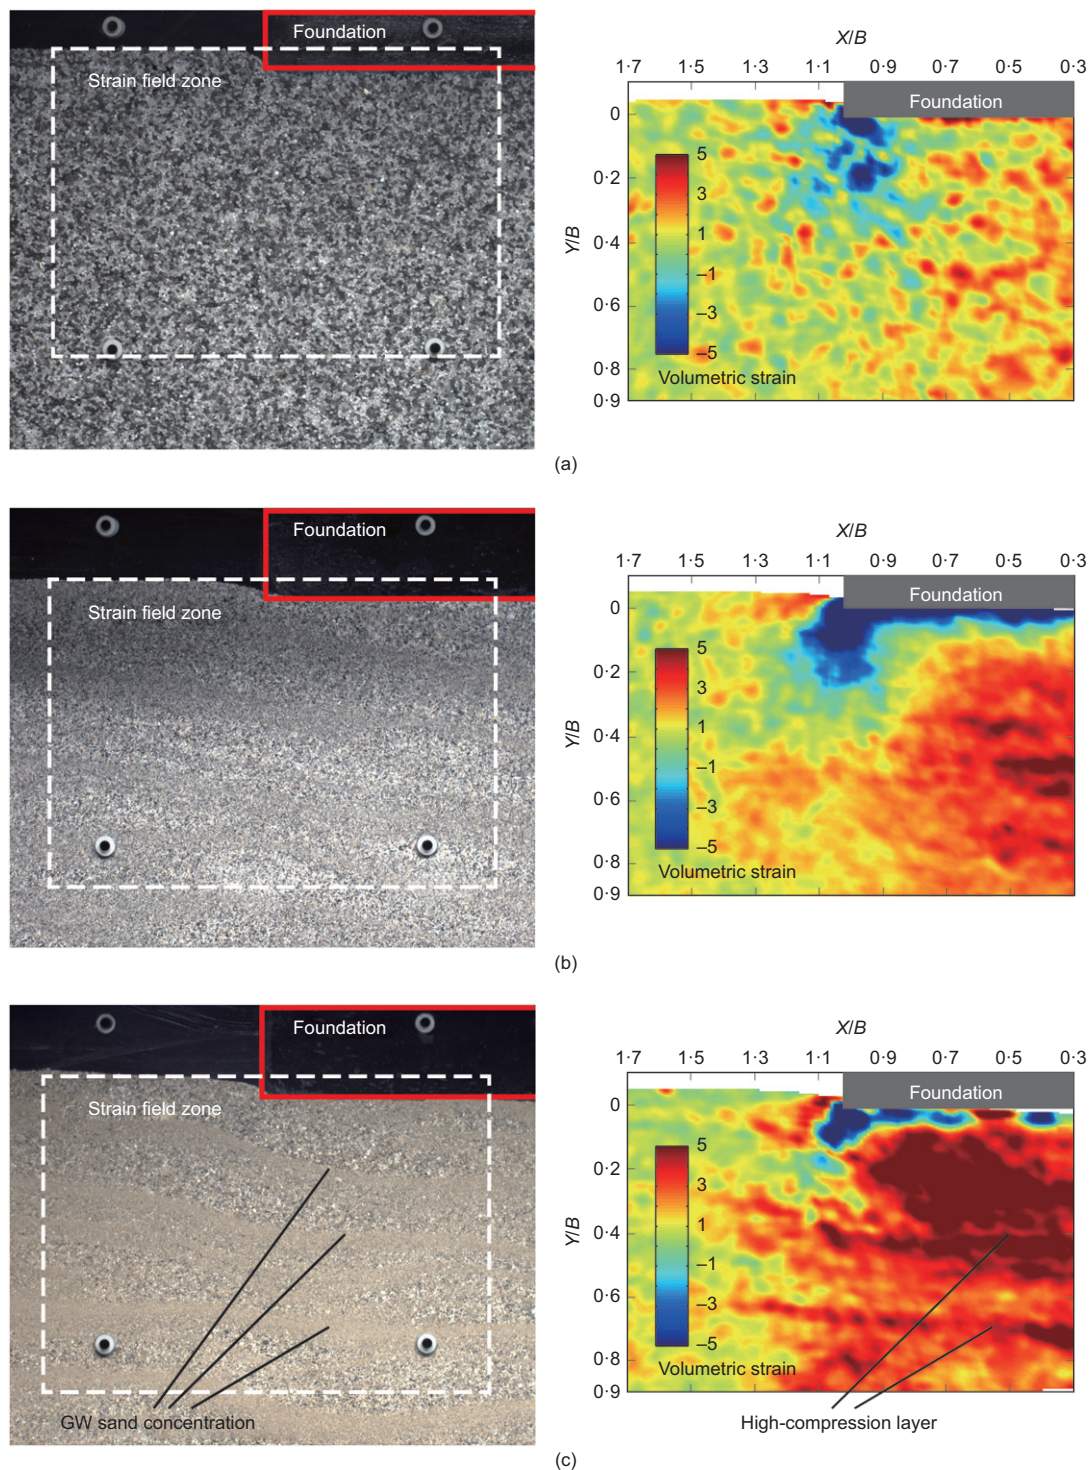 Foundation
Strain field zone
X/B
1·7 1·5 1·3 1·1 0·9 0·7 0·5 0·3
Foundation
0
0·2
0·4
0·6
0·8
0·9
Y/B
5
3
1
–1
–3
–5
Volumetric strain
(a)
Foundation
Strain field zone
X/B
1·7 1·5 1·3 1·1 0·9 0·7 0·5 0·3
Foundation
0
0·2
0·4
0·6
0·8
0·9
Y/B
5
3
1
–1
–3
–5
Volumetric strain
(b)
Foundation
Strain field zone
GW sand concentration
X/B
1·7 1·5 1·3 1·1 0·9 0·7 0·5 0·3
Foundation
0
0·2
0·4
0·6
0·8
0·9
Y/B
5
3
1
–1
–3
–5
Volumetric strain
High-compression layer
(c)